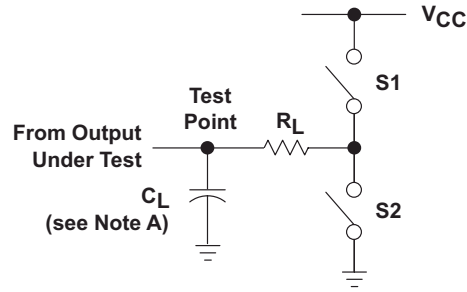 VCC
S1
Test
Point
RL
From Output
Under Test
CL
(see Note A)
S2